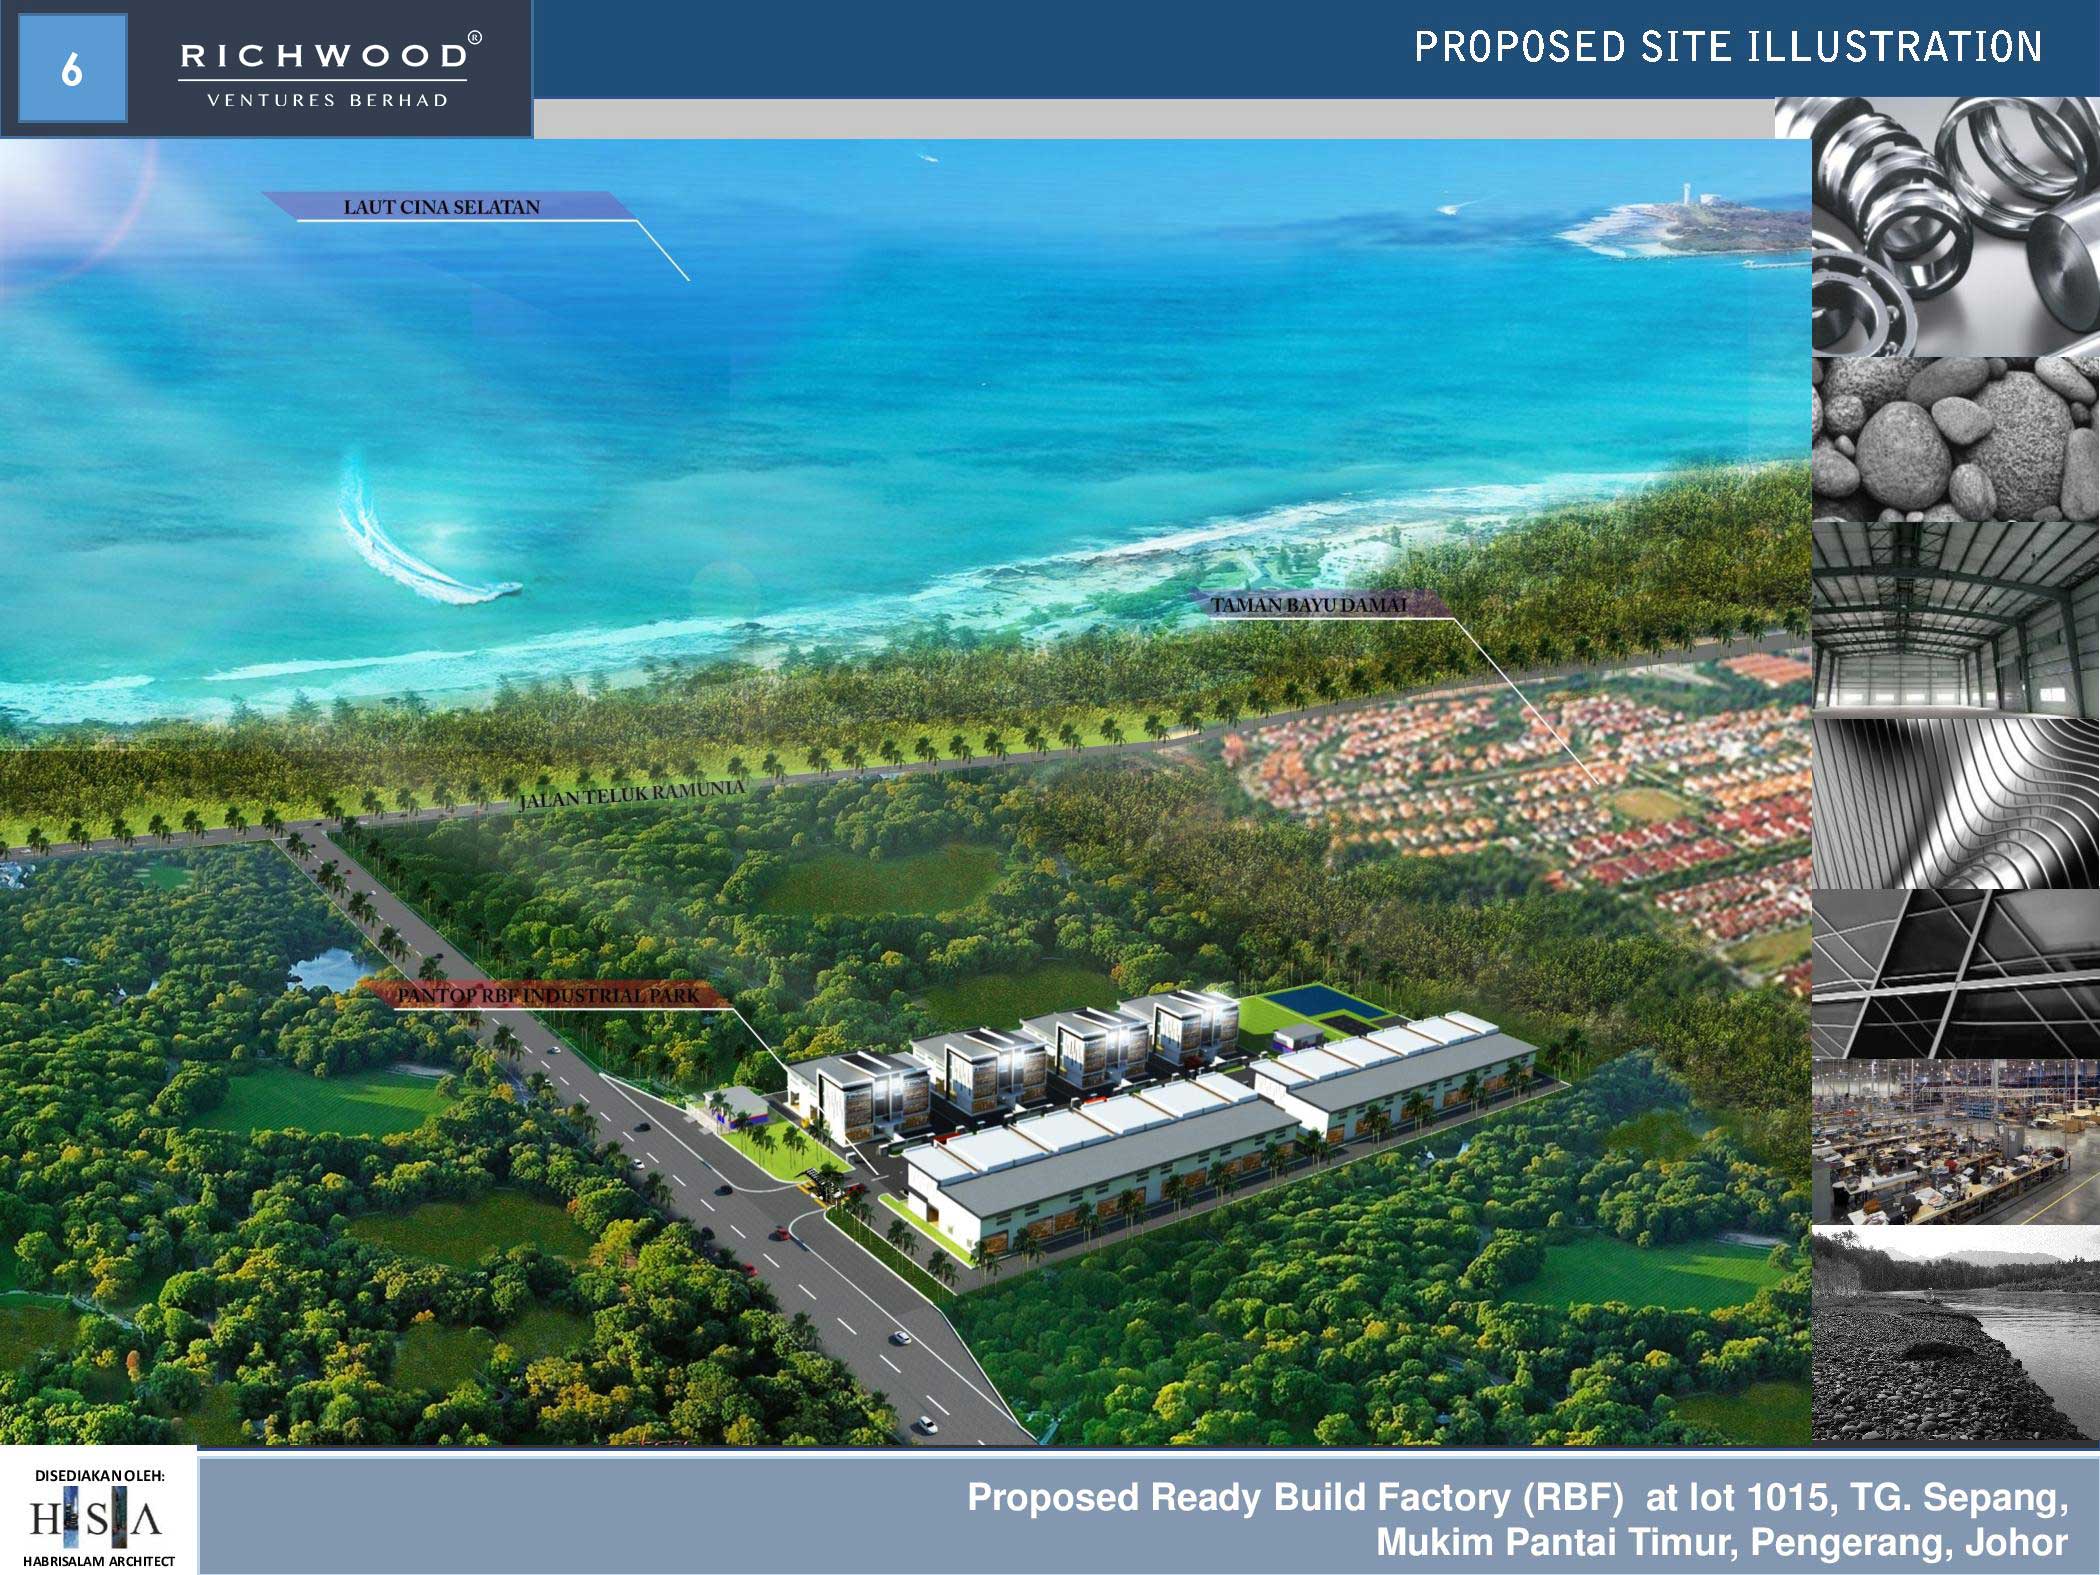 6
RICHWOOD®
VENTURES BERHAD
PROPOSED SITE ILLUSTRATION
LAUT CINA SELATAN
TAMAN BAYU DAMAI
JALAN TELUK RAMUNIA
PANTOP RBF INDUSTRIAL PARK
DISEDIAKAN OLEH:
HSA
HABRISALAM ARCHITECT
Proposed Ready Build Factory (RBF) at lot 1015, TG. Sepang,
Mukim Pantai Timur, Pengerang, Johor